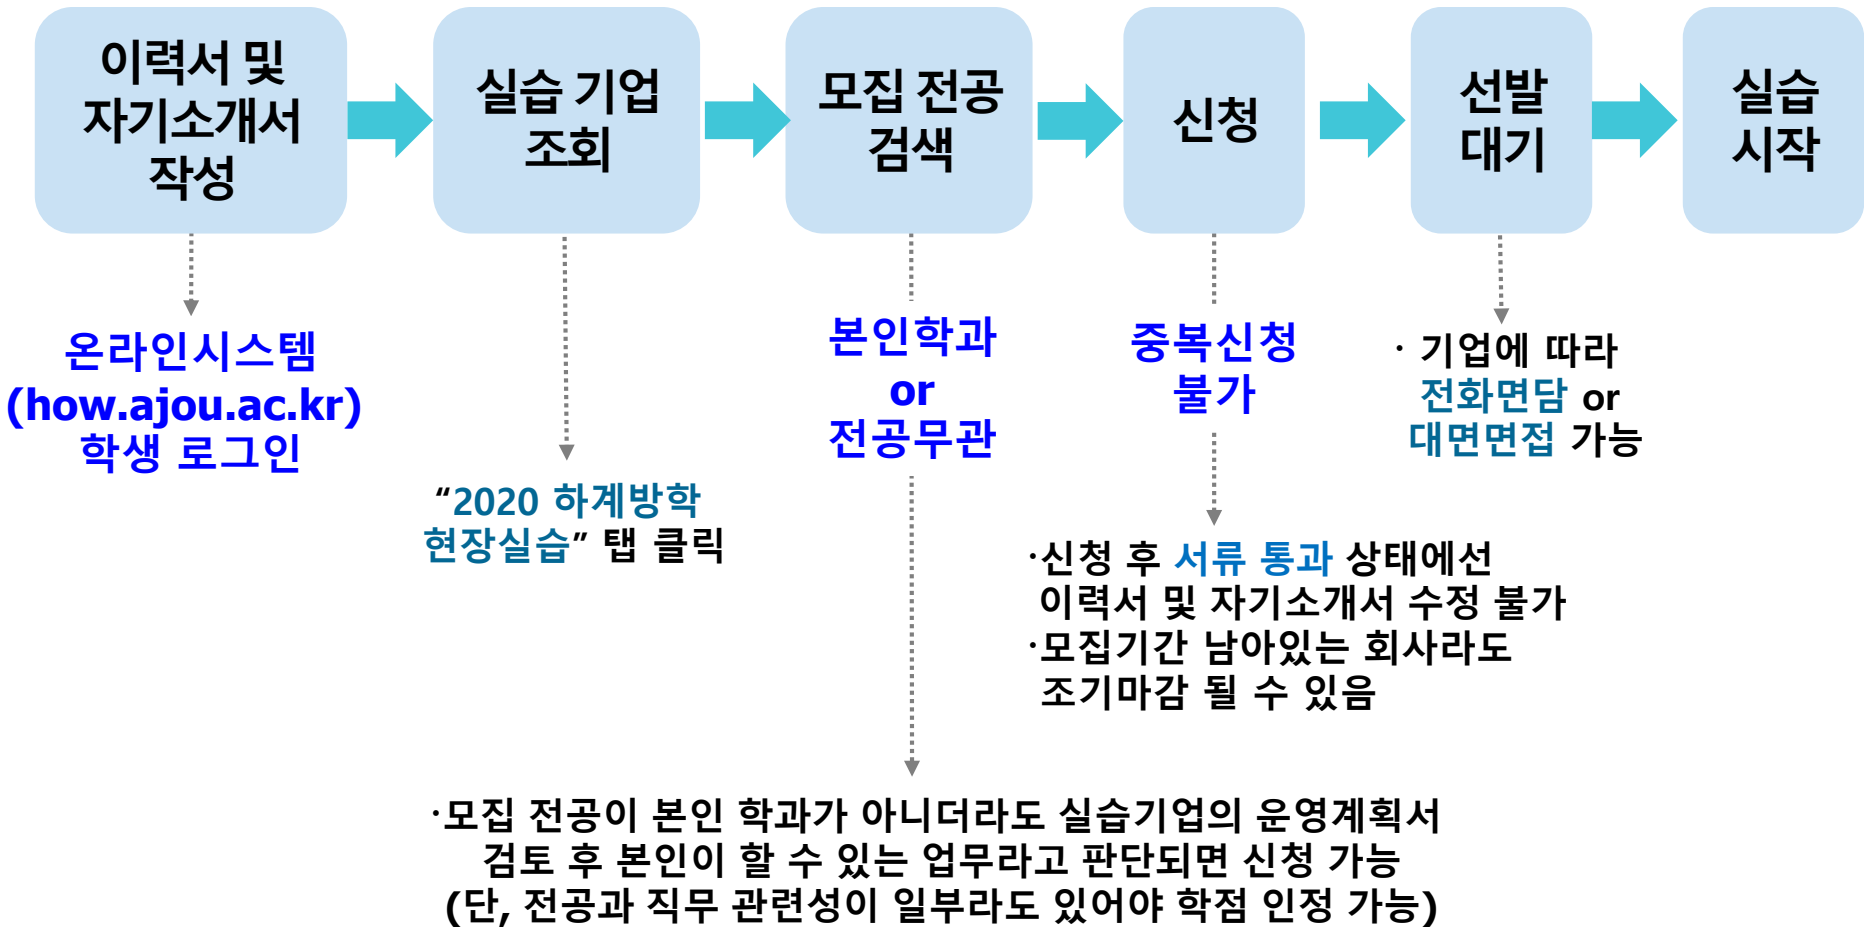 이력서 및
자기소개서
작성
실습 기업
조회
모집 전공
검색
신청
선발
대기
실습
시작
온라인시스템
(how.ajou.ac.kr)
학생 로그인
“2020 하계방학
현장실습” 탭 클릭
본인학과
or
전공무관
중복신청
불가
· 기업에 따라
전화면담 or
대면면접 가능
·신청 후 서류 통과 상태에선
이력서 및 자기소개서 수정 불가
·모집기간 남아있는 회사라도
조기마감 될 수 있음
·모집 전공이 본인 학과가 아니더라도 실습기업의 운영계획서
검토 후 본인이 할 수 있는 업무라고 판단되면 신청 가능
(단, 전공과 직무 관련성이 일부라도 있어야 학점 인정 가능)